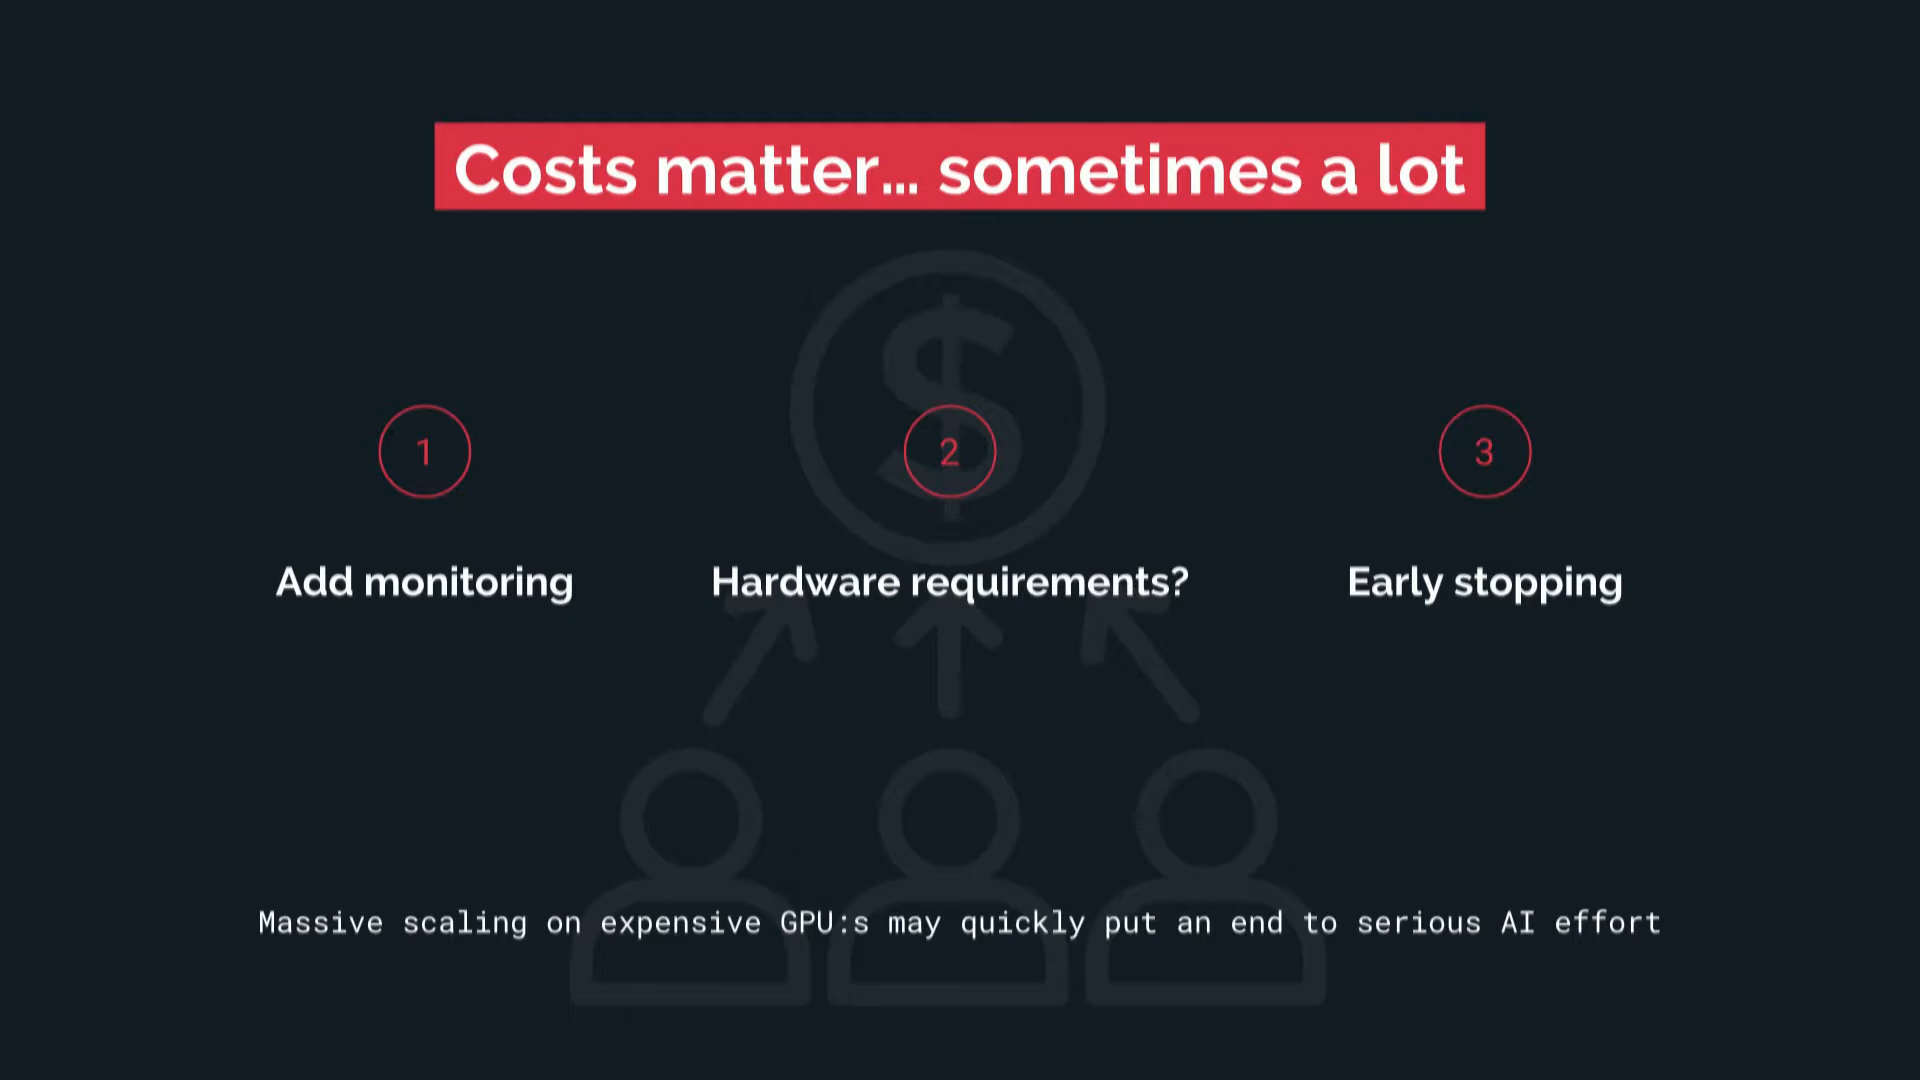 Costs matter... sometimes a lot
1
2
3
Add monitoring
Hardware requirements?
Early stopping
Massive scaling on expensive GPU:s may quickly put an end to serious AI effort